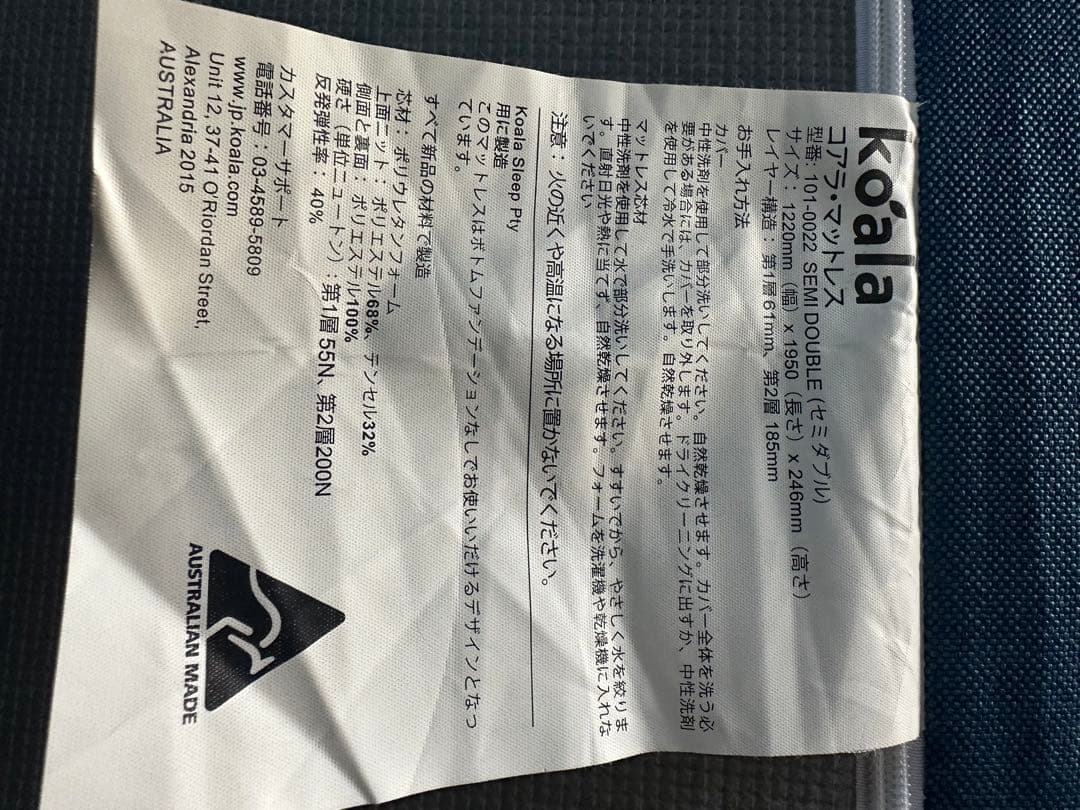 koala
コアラ・マットレス
型番: 101-0022 SEMI DOUBLE (セミダブル)
サイズ：1220mm（幅）x 1950（長さ）x 246mm（高さ）
レイヤー構造：第1層 61mm、第2層 185mm
お手入れ方法
カバー
中性洗剤を使用して部分洗いしてください。自然乾燥させます。カバー全体を洗う必
要がある場合には、カバーを取り外します。ドライクリーニングに出すか、中性洗剤
を使用して冷水で手洗いします。自然乾燥させます。
マットレス芯材
中性洗剤を使用して水で部分洗いしてください。すすいでから、やさしく水を絞りま
す。直射日光や熱に当てず、自然乾燥させます。フォームを洗濯機や乾燥機に入れな
いでください
注意：火の近くや高温になる場所に置かないでください。
Koala Sleep Pty
用に製造
このマットレスはボトムファンデーションなしでお使いいただけるデザインとなっ
ています。
すべて新品の材料で製造
芯材：ポリウレタンフォーム
上面ニット：ポリエステル68%、テンセル32%
側面と裏面：ポリエステル100%
硬さ（単位ニュートン）：第1層 55N、第2層200N
反発弾性率：40%
カスタマーサポート
電話番号：03-4589-5809
www.jp-koala.com
Unit 12, 37-41 O'Riordan Street,
Alexandria 2015
AUSTRALIA
AUSTRALIAN MADE